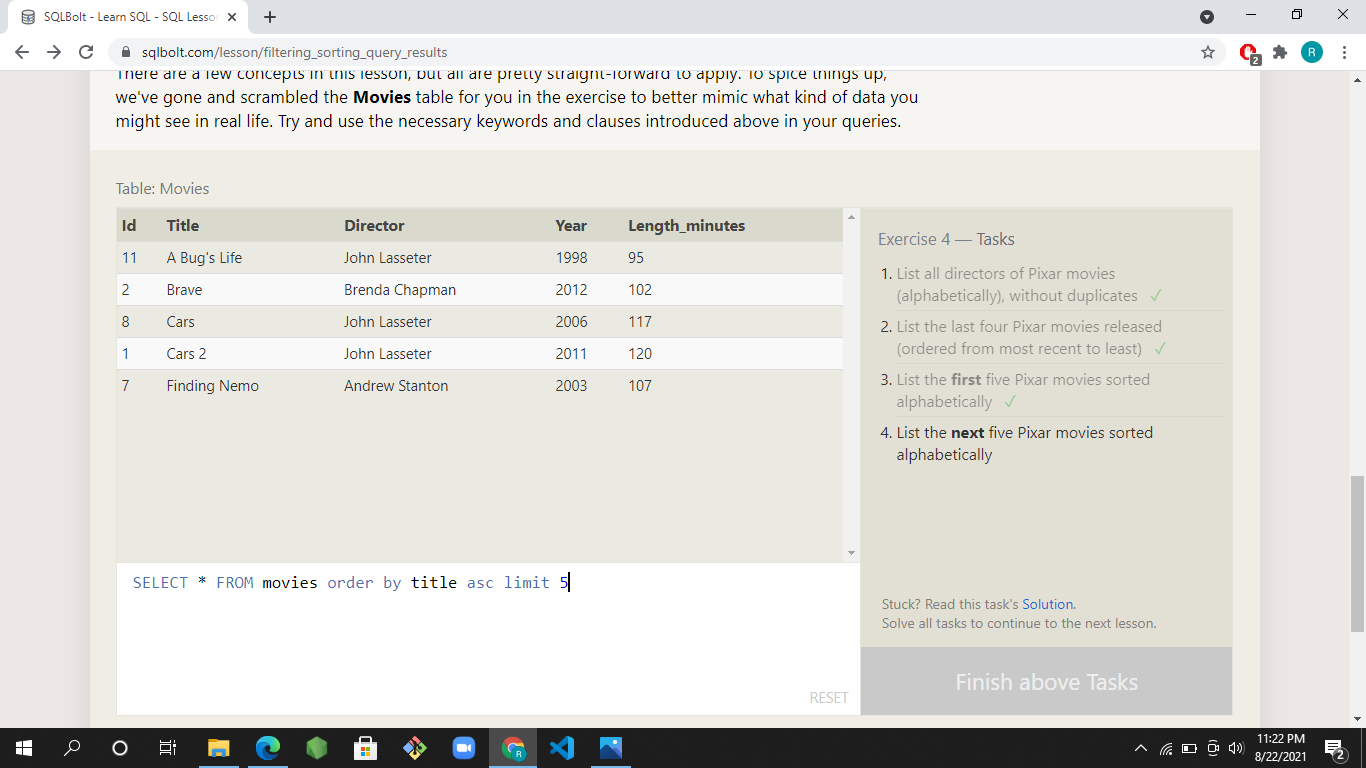 SQLBolt - Learn SQL - SQL Lesson
sqlbolt.com/lesson/filtering_sorting_query_results
2
R
There are a few concepts in this lesson, but all are pretty straight-forward to apply. To spice things up,
we've gone and scrambled the Movies table for you in the exercise to better mimic what kind of data you
might see in real life. Try and use the necessary keywords and clauses introduced above in your queries.
Table: Movies
Id Title Director Year Length_minutes
11 A Bug's Life John Lasseter 1998 95
2 Brave Brenda Chapman 2012 102
8 Cars John Lasseter 2006 117
1 Cars 2 John Lasseter 2011 120
7 Finding Nemo Andrew Stanton 2003 107
SELECT * FROM movies order by title asc limit 5
RESET
Exercise 4 — Tasks
1. List all directors of Pixar movies
(alphabetically), without duplicates ✓
2. List the last four Pixar movies released
(ordered from most recent to least) ✓
3. List the first five Pixar movies sorted
alphabetically ✓
4. List the next five Pixar movies sorted
alphabetically
Stuck? Read this task's Solution.
Solve all tasks to continue to the next lesson.
Finish above Tasks
R
11:22 PM
8/22/2021
2